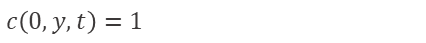 c(0, y, t) = 1